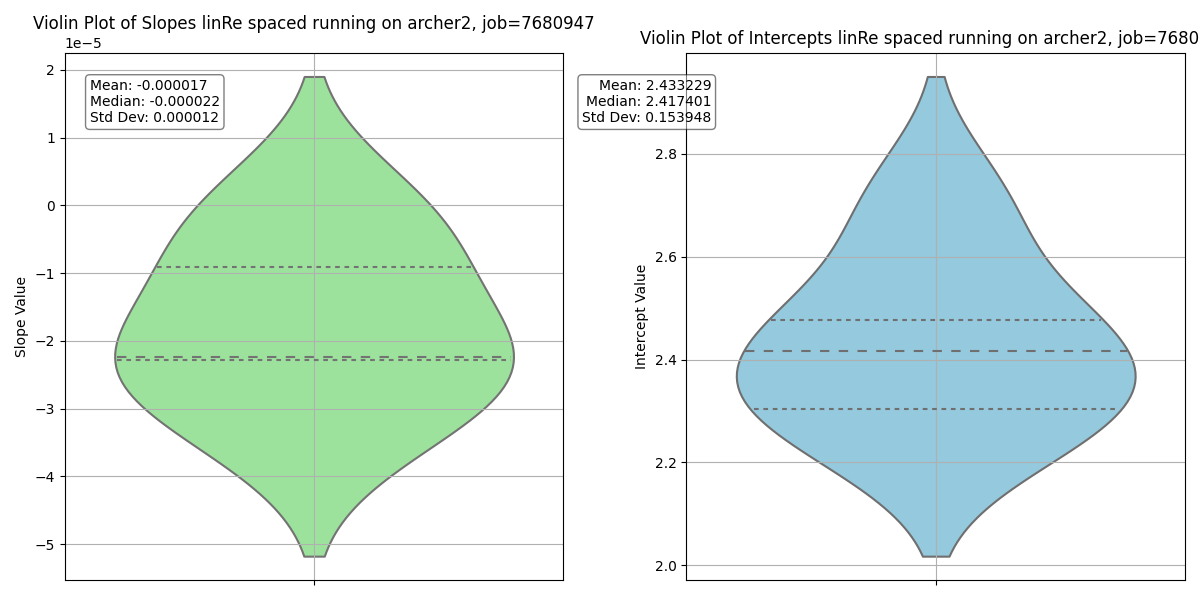 Violin Plot of Slopes linRe spaced running on archer2, job=7680947
1e−5
2
1
0
−1
−2
−3
−4
−5
Slope Value
Mean: -0.000017
Median: -0.000022
Std Dev: 0.000012
Violin Plot of Intercepts linRe spaced running on archer2, job=7680
Mean: 2.433229
Median: 2.417401
Std Dev: 0.153948
2.8
2.6
2.4
2.2
2.0
Intercept Value